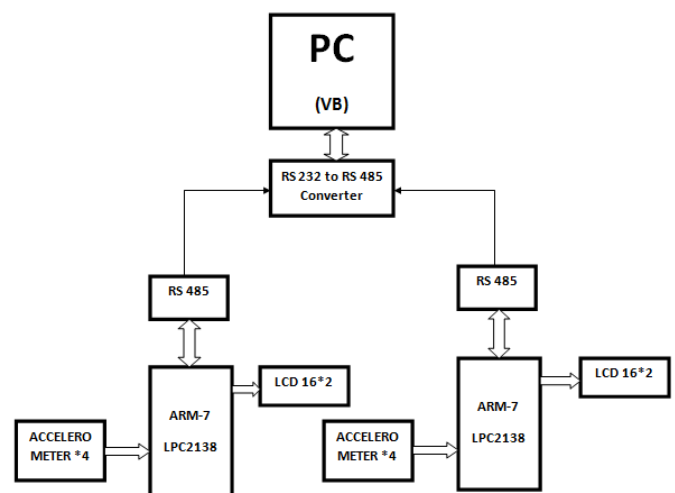 PC
(VB)
RS 232 to RS 485
Converter
RS 485
RS 485
ARM-7
LPC2138
LCD 16*2
ACCELERO
METER *4
ARM-7
LPC2138
LCD 16*2
ACCELERO
METER *4